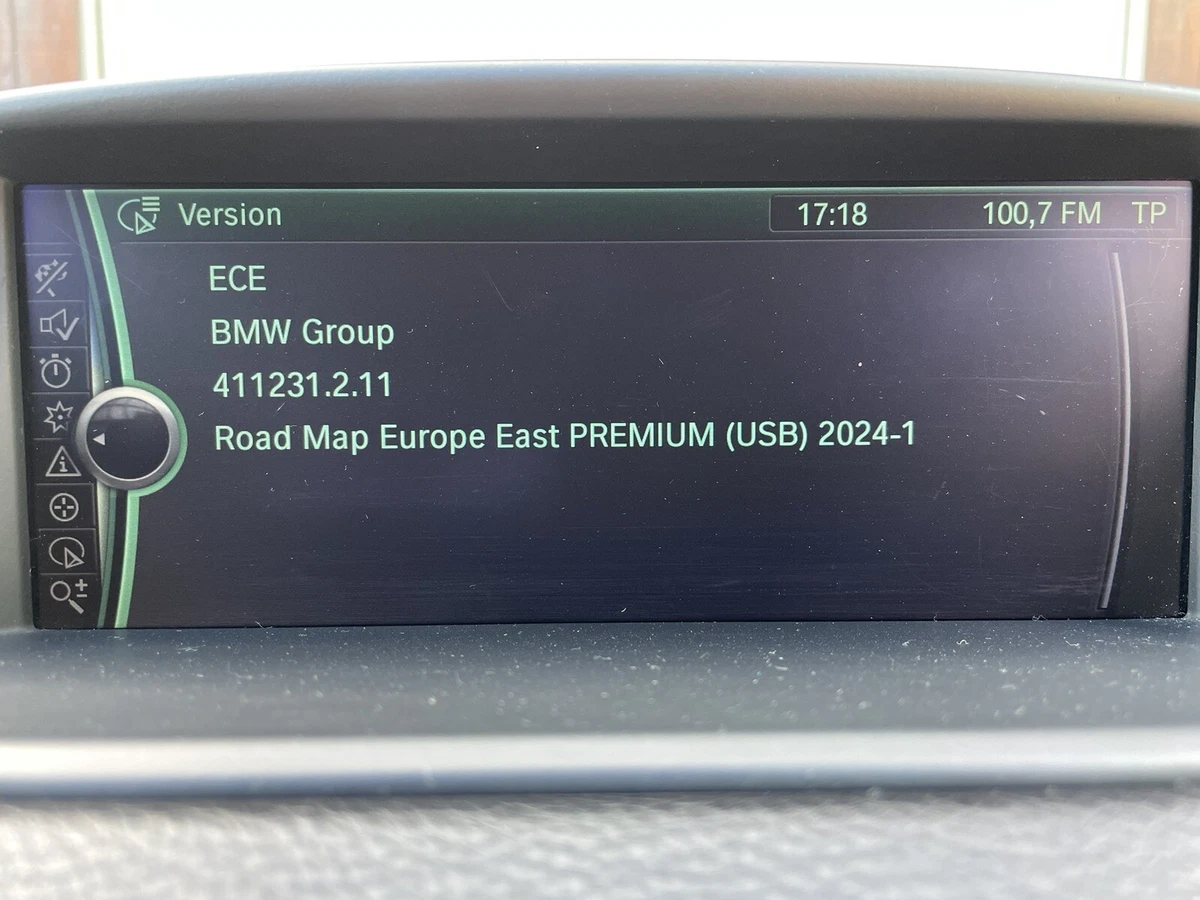 Version 17:18 100,7 FM TP
ECE
BMW Group
411231.2.11
Road Map Europe East PREMIUM (USB) 2024-1